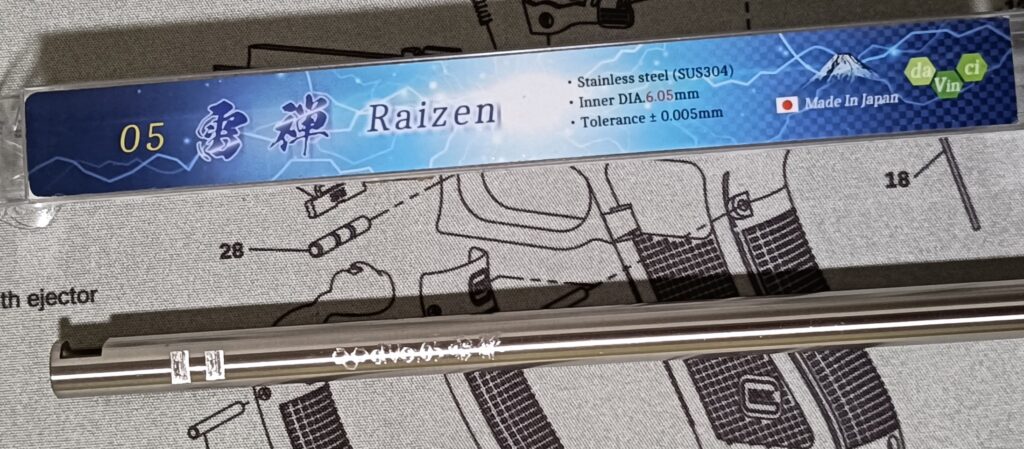 05 雷禅 Raizen
・Stainless steel (SUS304)
・Inner DIA.6.05mm
・Tolerance ± 0.005mm
Made In Japan
da Vin ci
18
28
th ejector